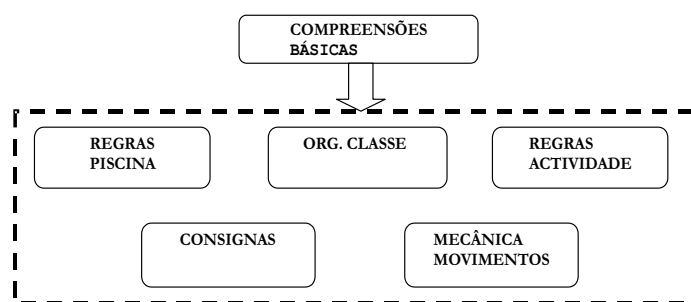 COMPREENSÕES
BÁSICAS
REGRAS
PISCINA
ORG. CLASSE
REGRAS
ACTIVIDADE
CONSIGNAS
MECÂNICA
MOVIMENTOS